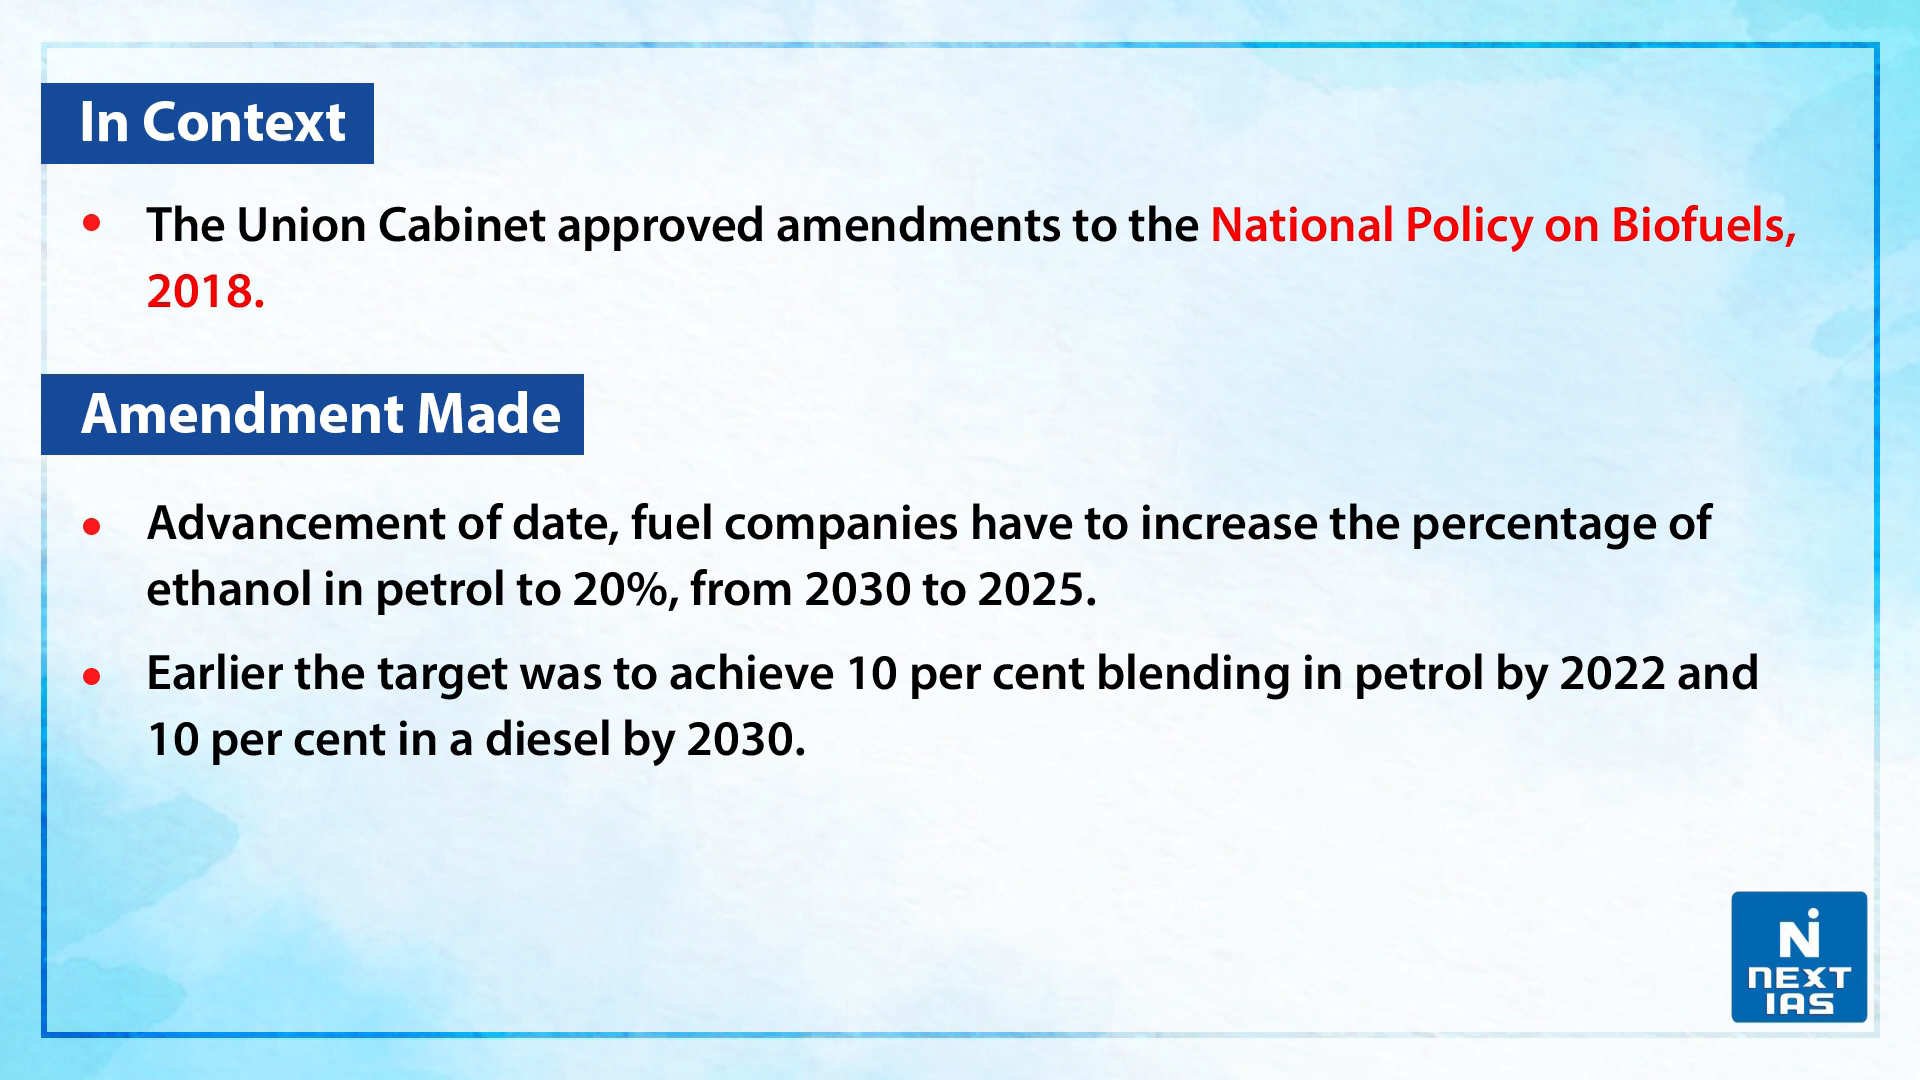 In Context
• The Union Cabinet approved amendments to the National Policy on Biofuels,
2018.
Amendment Made
• Advancement of date, fuel companies have to increase the percentage of
ethanol in petrol to 20%, from 2030 to 2025.
• Earlier the target was to achieve 10 per cent blending in petrol by 2022 and
10 per cent in a diesel by 2030.
Ni
NEXT
IAS